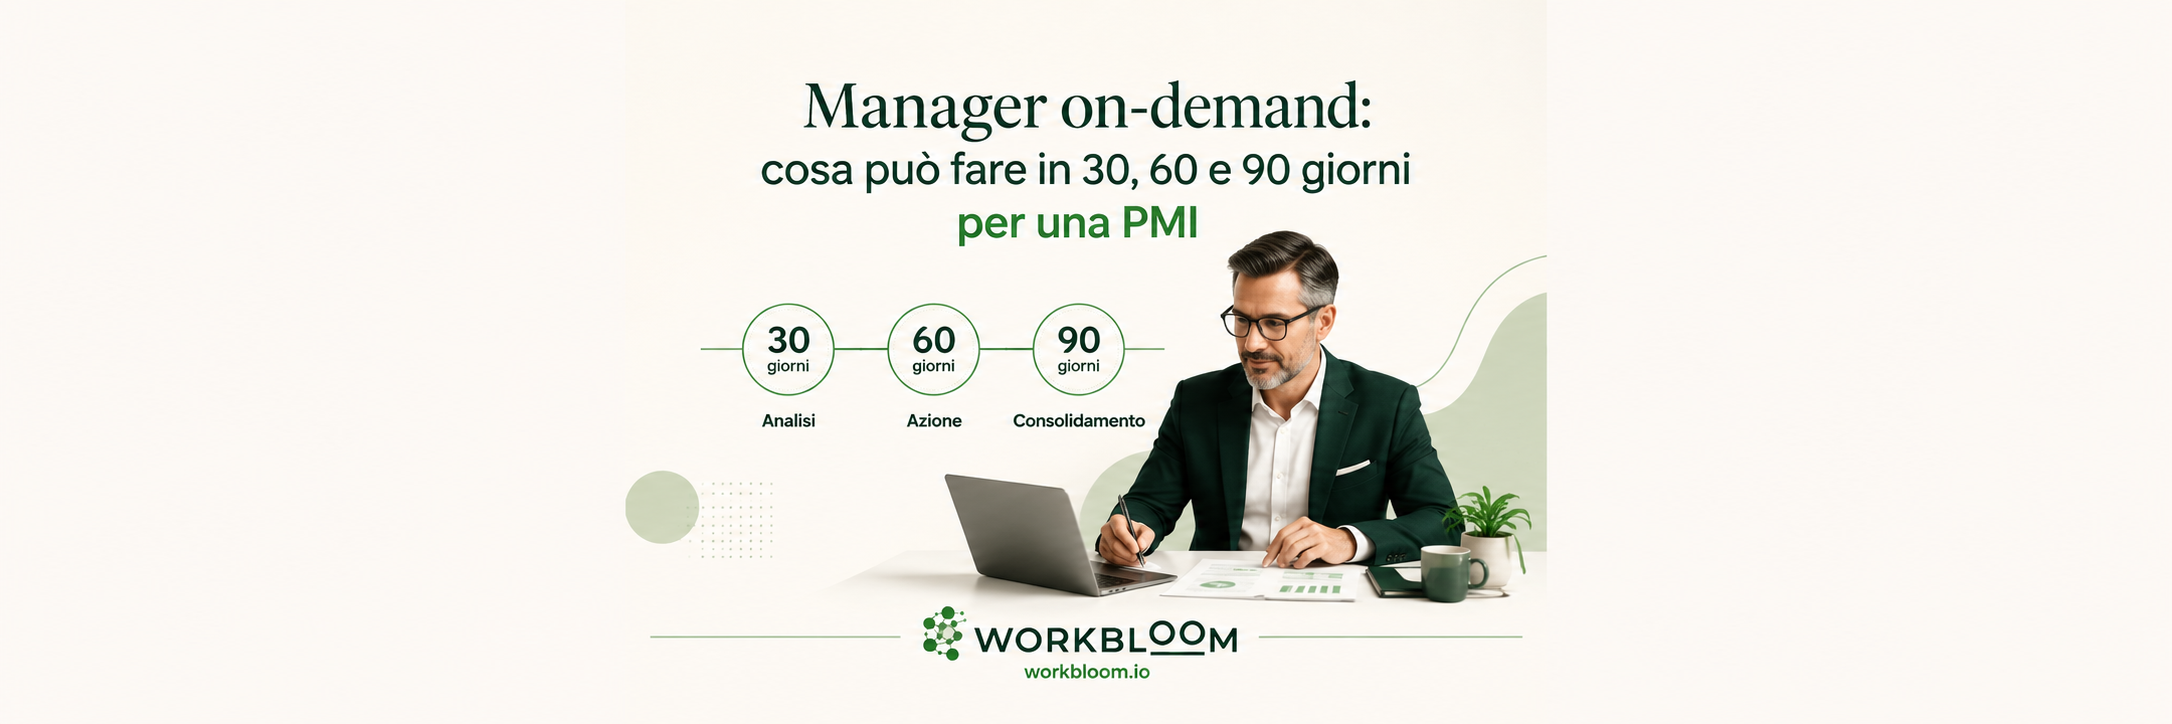 Manager on-demand:
cosa può fare in 30, 60 e 90 giorni
per una PMI
30
giorni
60
giorni
90
giorni
Analisi
Azione
Consolidamento
WORKBLOOM
workbloom.io